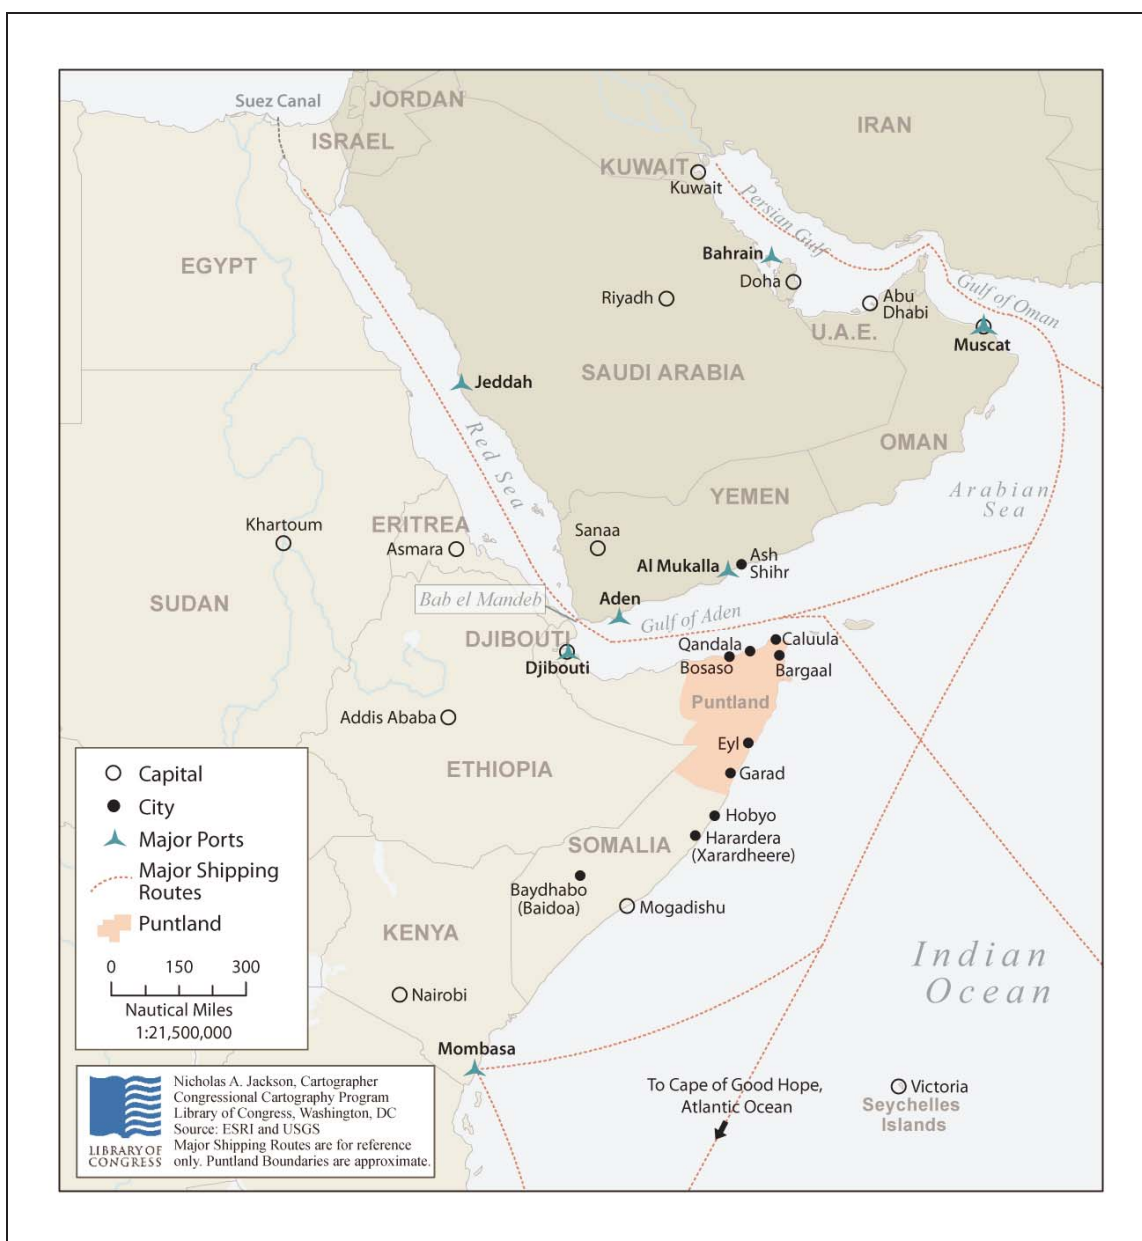 Suez Canal
JORDAN
ISRAEL
IRAN
KUWAIT
Kuwait
Persian Gulf
EGYPT
Bahrain
Doha
Riyadh
Abu
Dhabi
Gulf of Oman
U.A.E.
Muscat
Jeddah
SAUDI ARABIA
Red Sea
OMAN
YEMEN
Arabian
Sea
Khartoum
ERITREA
Asmara
Sanaa
Al Mukalla
Ash
Shihr
SUDAN
Bab el Mandeb
Aden
Gulf of Aden
DJIBOUTI
Djibouti
Qandala
Caluula
Bosaso
Bargaal
Puntland
Addis Ababa
Eyl
ETHIOPIA
Garad
Hobyo
SOMALIA
Harardera
(Xarardheere)
Baydhabo
(Baidoa)
Mogadishu
KENYA
Indian
Ocean
Nairobi
Mombasa
To Cape of Good Hope,
Atlantic Ocean
Victoria
Seychelles
Islands
Capital
City
Major Ports
Major Shipping
Routes
Puntland
0 150 300
Nautical Miles
1:21,500,000
LIBRARY OF
CONGRESS
Nicholas A. Jackson, Cartographer
Congressional Cartography Program
Library of Congress, Washington, DC
Source: ESRI and USGS
Major Shipping Routes are for reference
only. Puntland Boundaries are approximate.